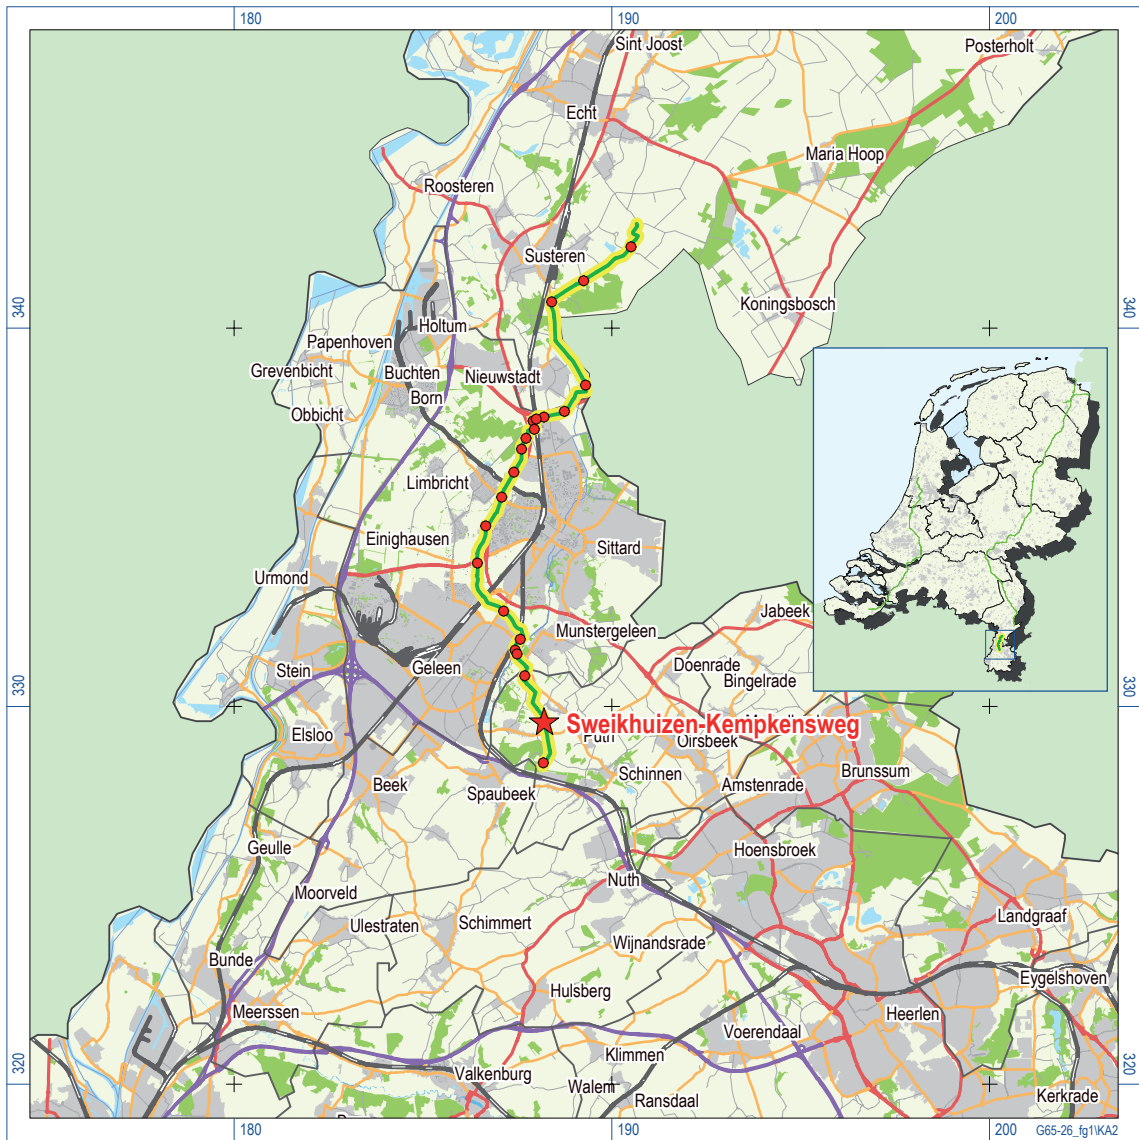 180
190
200
Sint Joost
Posterholt
Echt
Maria Hoop
Roosteren
Susteren
Koningsbosch
340
340
Holtum
Papenhoven
Grevenbicht
Buchten
Nieuwstadt
Born
Obbicht
Limbricht
Einighausen
Sittard
Urmond
Jabeek
Munstergeleen
Doenrade
Stein
Geleen
Bingelrade
330
330
Sweikhuizen-Kempkensweg
Elsloo
Puth
Oirsbeek
Schinnen
Brunssum
Beek
Spaubeek
Amstenrade
Geulle
Hoensbroek
Nuth
Moorveld
Landgraaf
Ulestraten
Schimmert
Wijnandsrade
Bunde
Eygelshoven
Hulsberg
Meerssen
Heerlen
Voerendaal
Klimmen
320
320
Valkenburg
Walem
Ransdaal
Kerkrade
180
190
200
G65-26_fg1\KA2